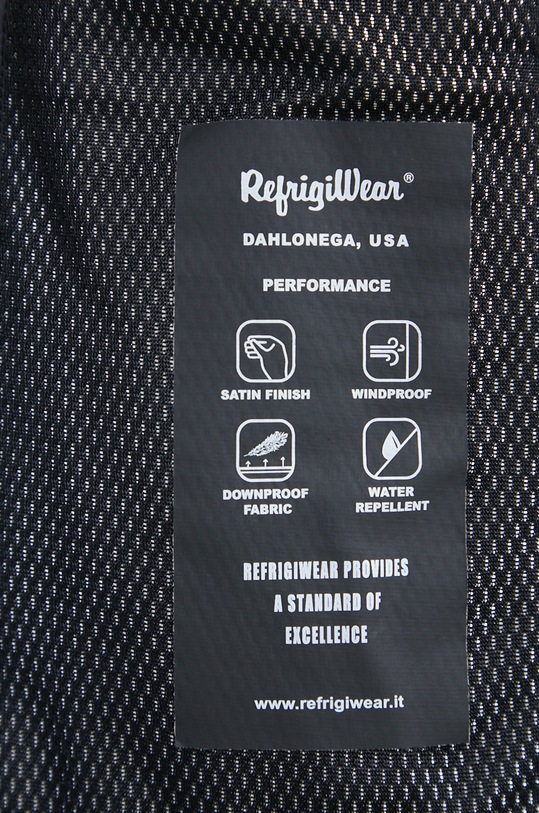 RefrigiWear®
DAHLONEGA, USA
PERFORMANCE
SATIN FINISH
WINDPROOF
DOWNPROOF
FABRIC
WATER
REPELLENT
REFRIGIWEAR PROVIDES
A STANDARD OF
EXCELLENCE
www.refrigiwear.it